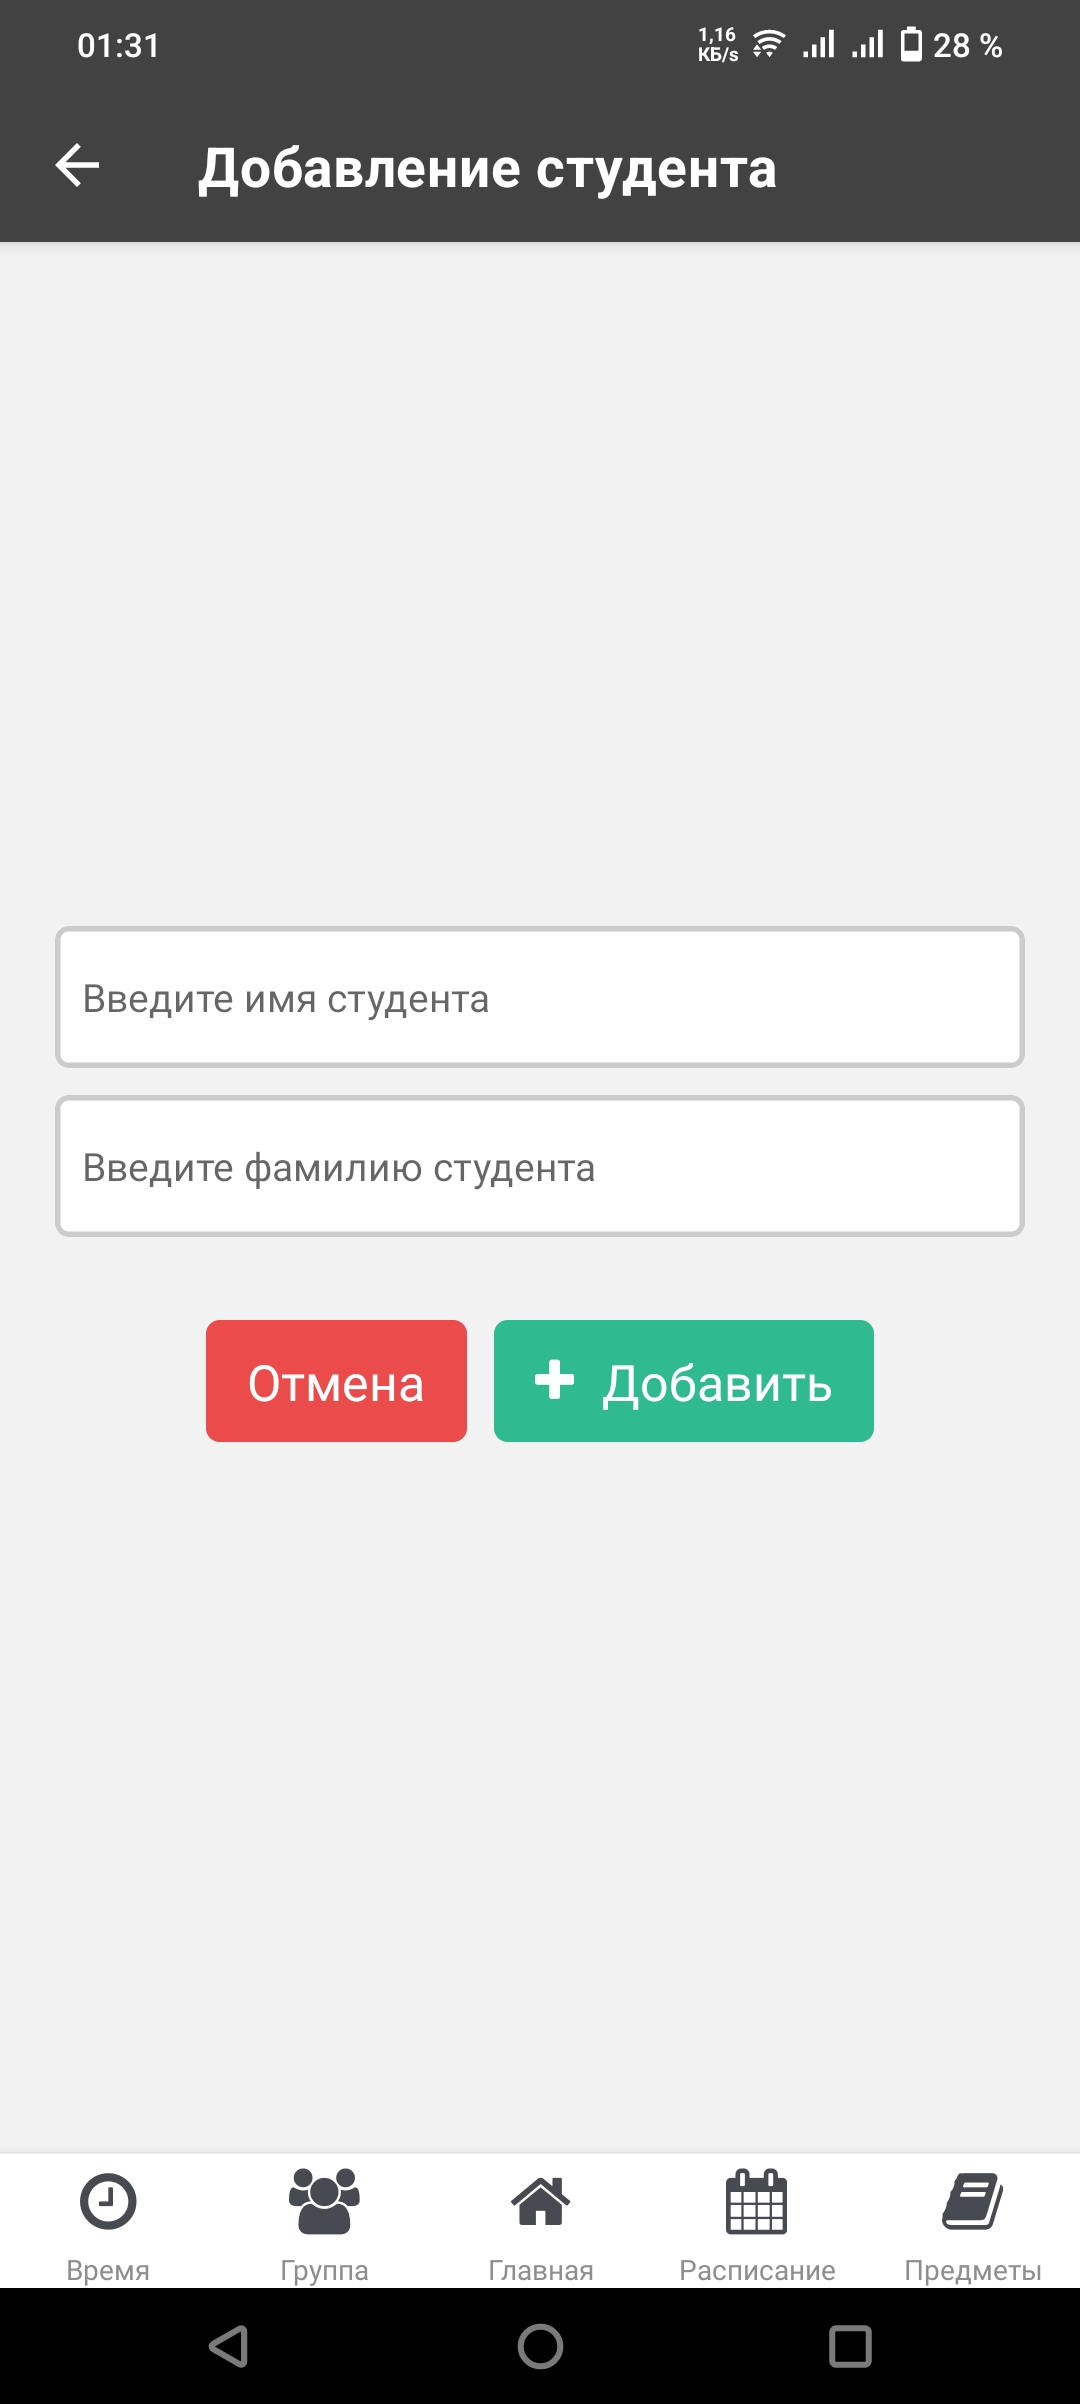 01:31
1,16
КБ/s
28 %
Добавление студента
Введите имя студента
Введите фамилию студента
Отмена
Добавить
Время
Группа
Главная
Расписание
Предметы